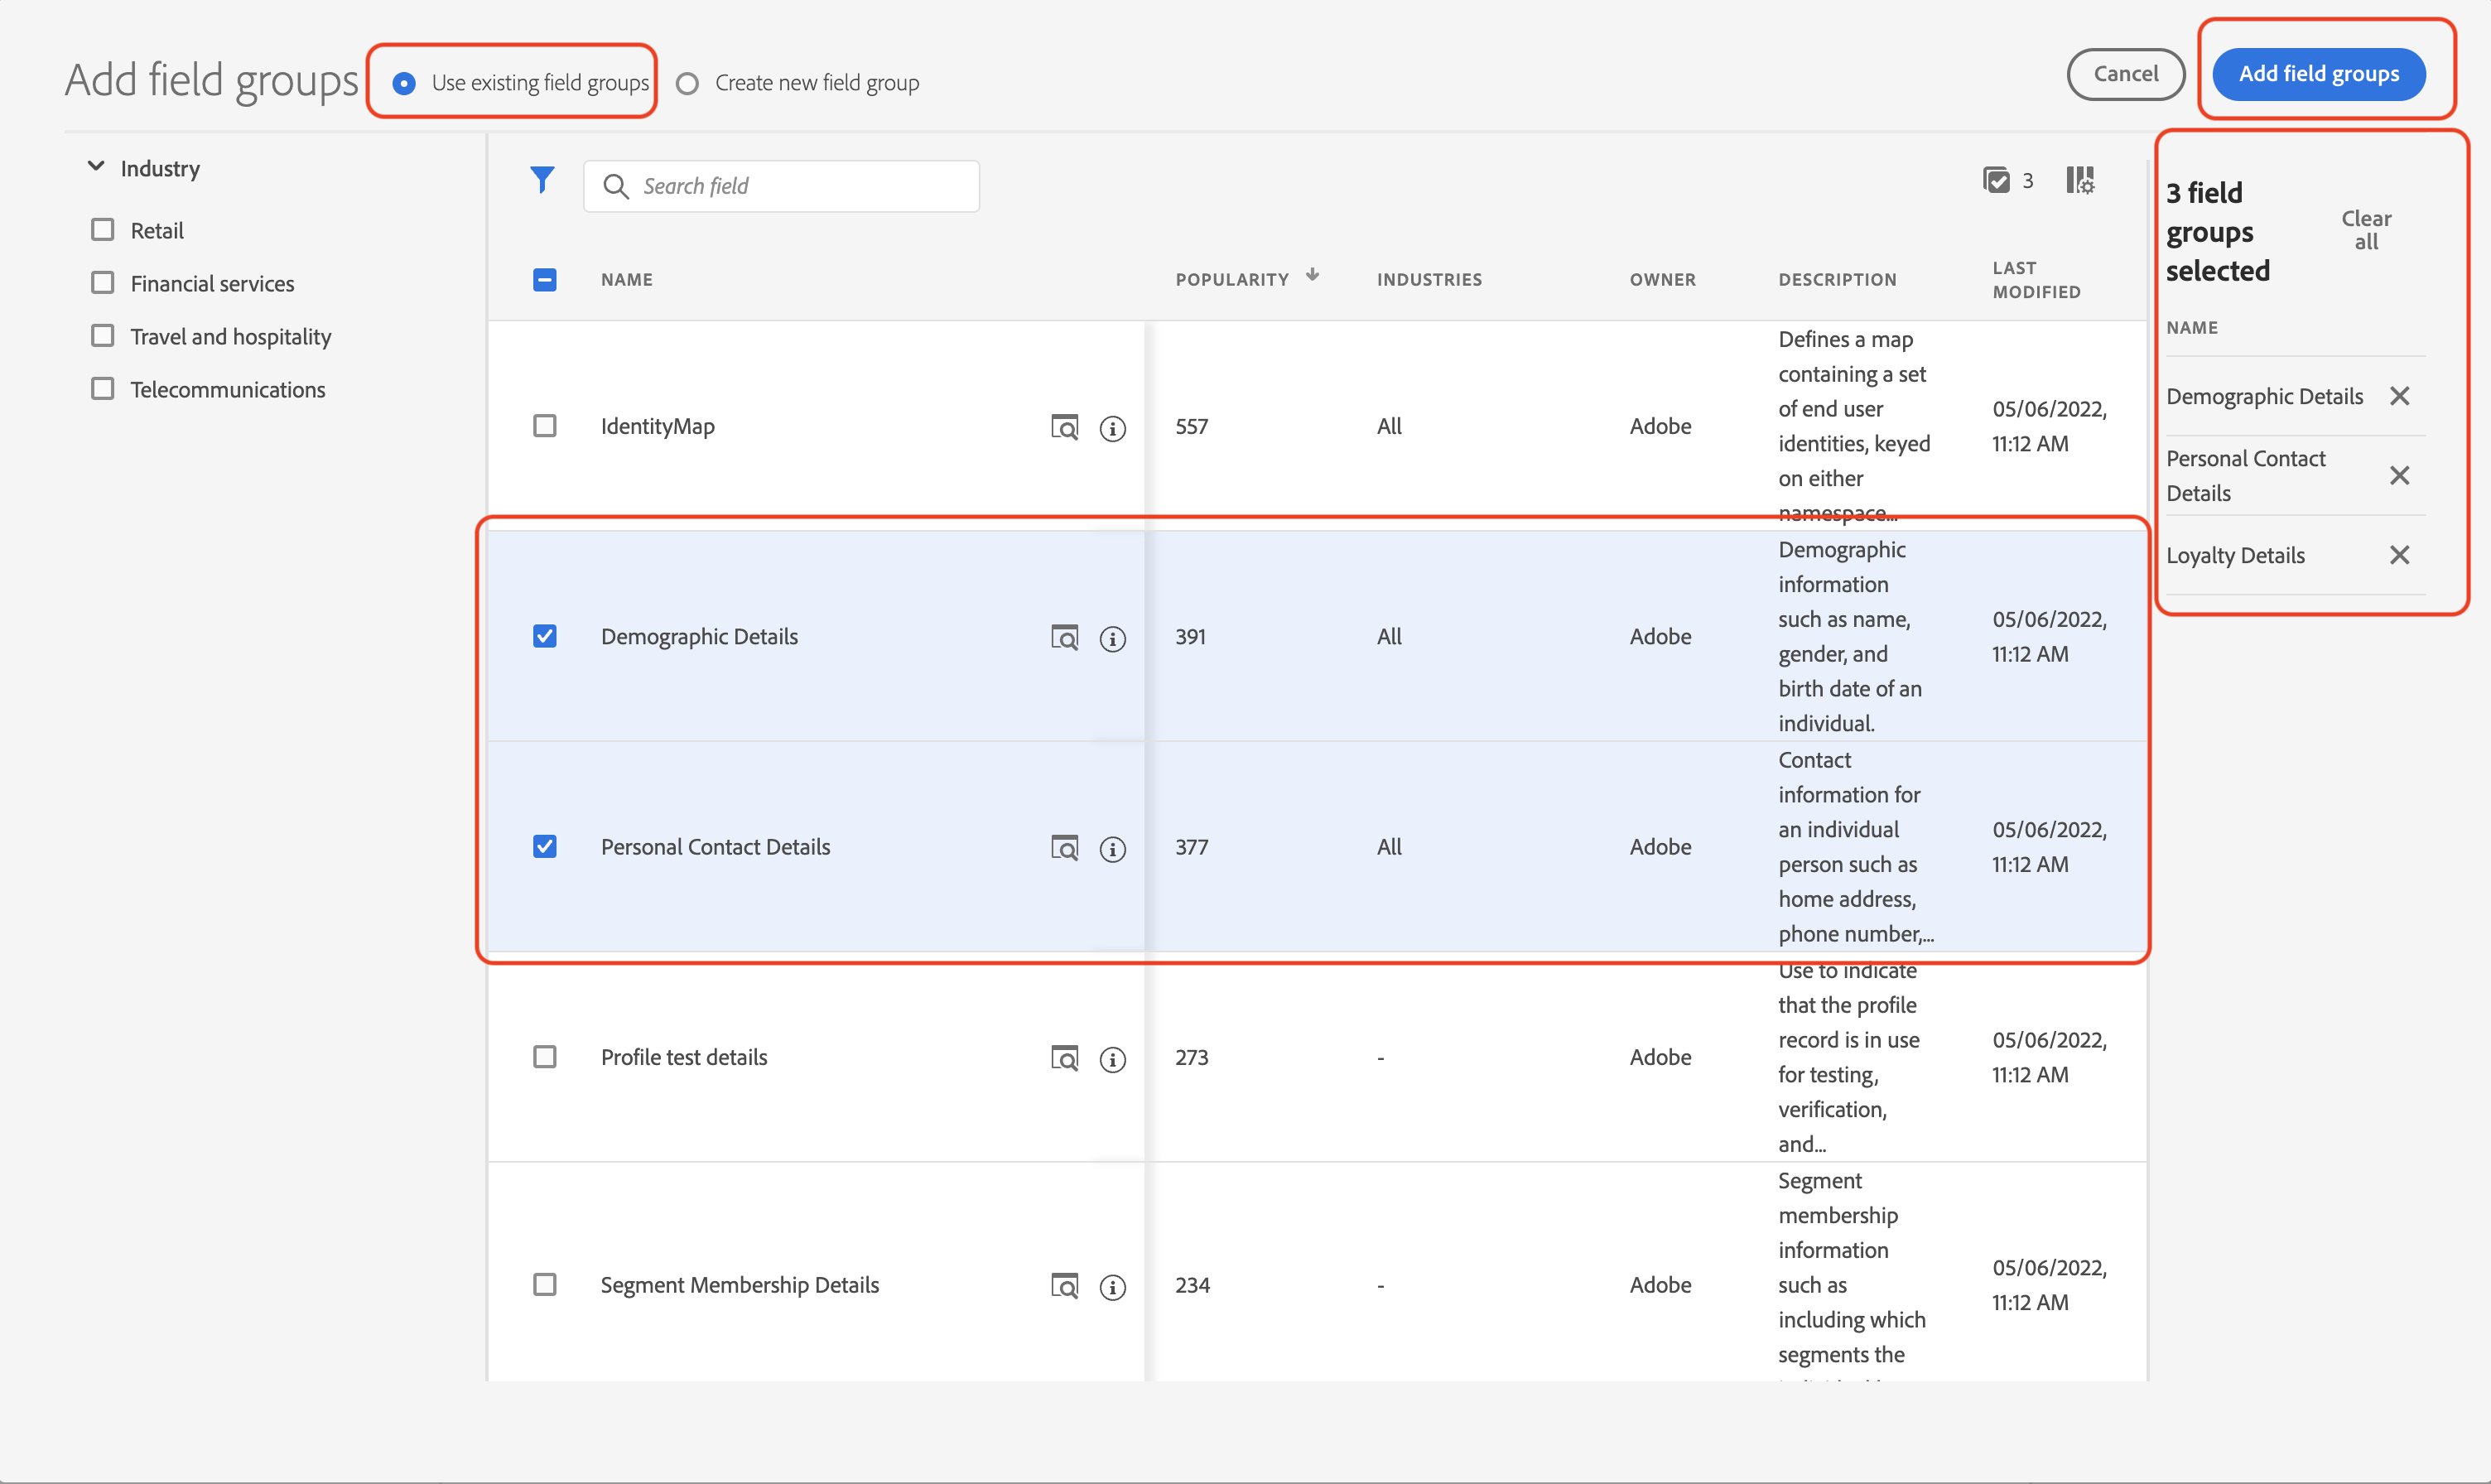 Add field groups
Use existing field groups
Create new field group
Cancel
Add field groups
Industry
Retail
Financial services
Travel and hospitality
Telecommunications
Search field
3
NAME
POPULARITY
INDUSTRIES
OWNER
DESCRIPTION
LAST
MODIFIED
IdentityMap
557
All
Adobe
Defines a map
containing a set
of end user
identities, keyed
on either
namespace...
05/06/2022,
11:12 AM
Demographic Details
391
All
Adobe
Demographic
information
such as name,
gender, and
birth date of an
individual.
05/06/2022,
11:12 AM
Personal Contact Details
377
All
Adobe
Contact
information for
an individual
person such as
home address,
phone number,...
05/06/2022,
11:12 AM
Profile test details
273
-
Adobe
Use to indicate
that the profile
record is in use
for testing,
verification,
and...
05/06/2022,
11:12 AM
Segment Membership Details
234
-
Adobe
Segment
membership
information
such as
including which
segments the
05/06/2022,
11:12 AM
3 field
groups
selected
Clear
all
NAME
Demographic Details
Personal Contact
Details
Loyalty Details